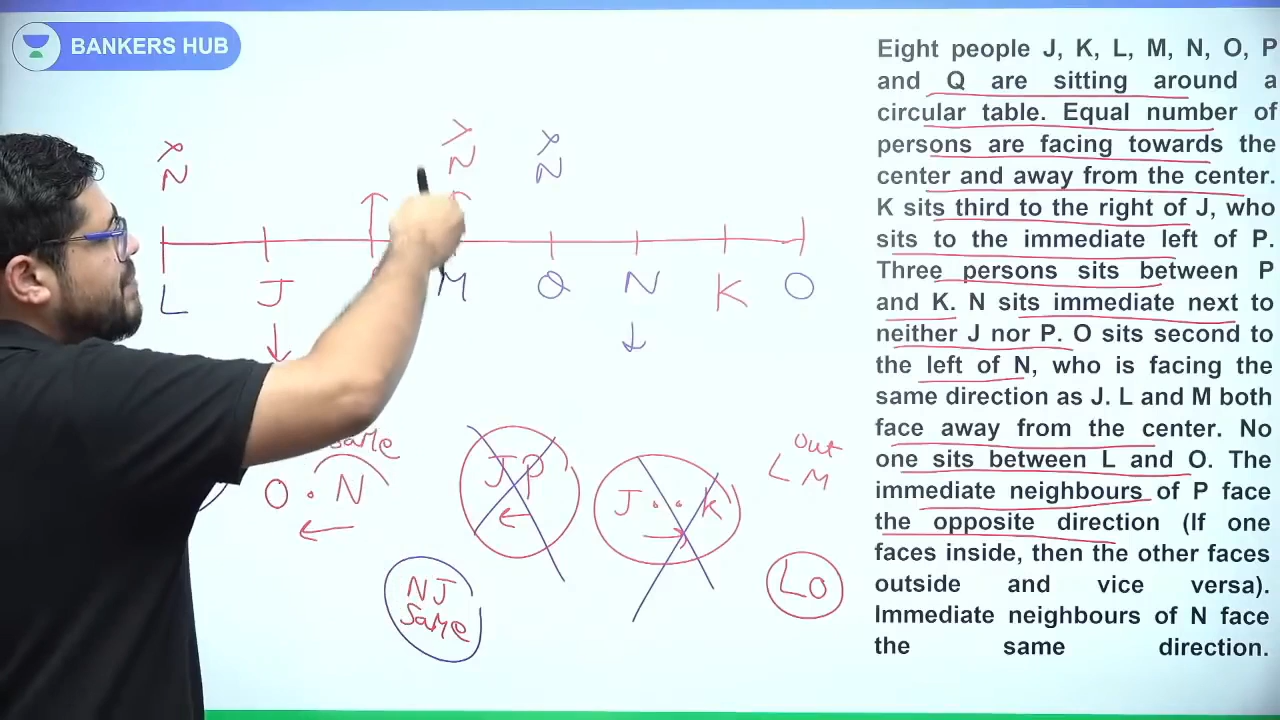 BANKERS HUB
Eight people J, K, L, M, N, O, P
and Q are sitting around a
circular table. Equal number of
persons are facing towards the
center and away from the center.
K sits third to the right of J, who
sits to the immediate left of P.
Three persons sits between P
and K. N sits immediate next to
neither J nor P. O sits second to
the left of N, who is facing the
same direction as J. L and M both
face away from the center. No
one sits between L and O. The
immediate neighbours of P face
the opposite direction (If one
faces inside, then the other faces
outside and vice versa).
Immediate neighbours of N face
the same direction.
N N N
L J M Q N K O
Same
O . N
J P
J . . K
Out
L M
N J
Same
L O